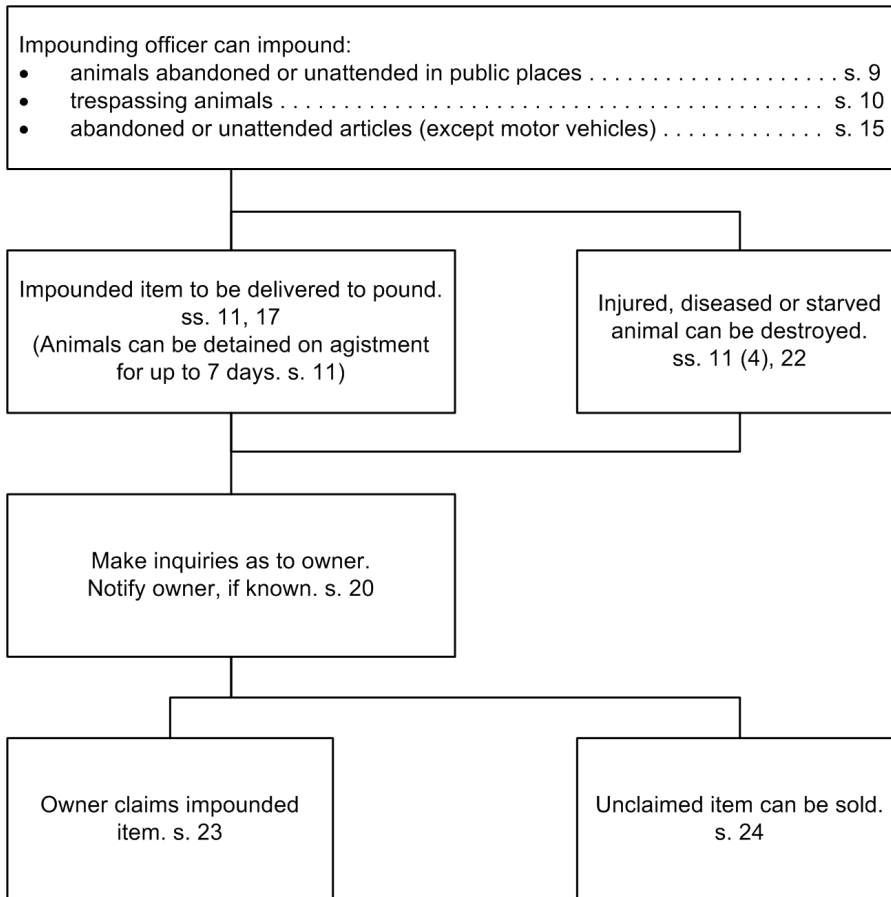 Impounding officer can impound:
• animals abandoned or unattended in public places . . . . . . . . . . . . . . . . . . . . . s. 9
• trespassing animals . . . . . . . . . . . . . . . . . . . . . . . . . . . . . . . . . . . . . . . . . s. 10
• abandoned or unattended articles (except motor vehicles) . . . . . . . . . . . . . s. 15
Impounded item to be delivered to pound.
ss. 11, 17
(Animals can be detained on agistment
for up to 7 days. s. 11)
Injured, diseased or starved
animal can be destroyed.
ss. 11 (4), 22
Make inquiries as to owner.
Notify owner, if known. s. 20
Owner claims impounded
item. s. 23
Unclaimed item can be sold.
s. 24